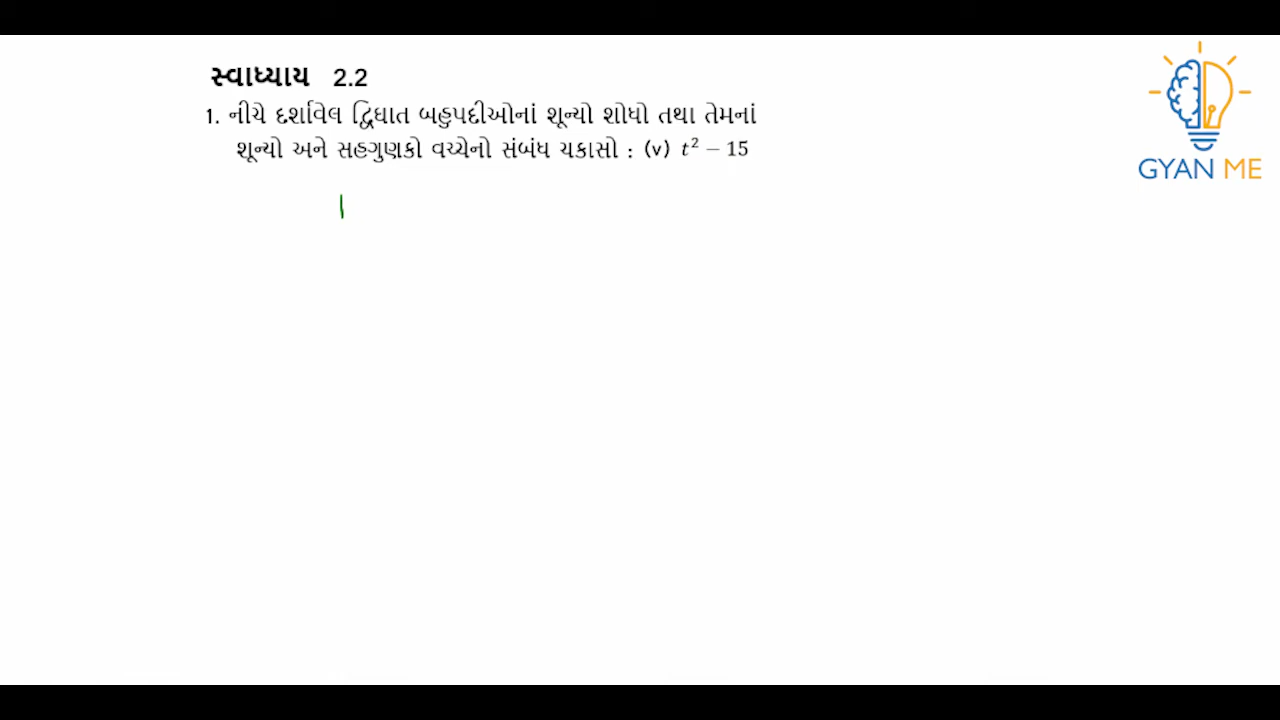 સ્વાધ્યાય 2.2
1. નીચે દર્શાવેલ દ્વિઘાત બહુપદીઓનાં શૂન્યો શોધો તથા તેમનાં
શૂન્યો અને સહગુણકો વચ્ચેનો સંબંધ ચકાસો : (v) t² − 15
GYAN ME